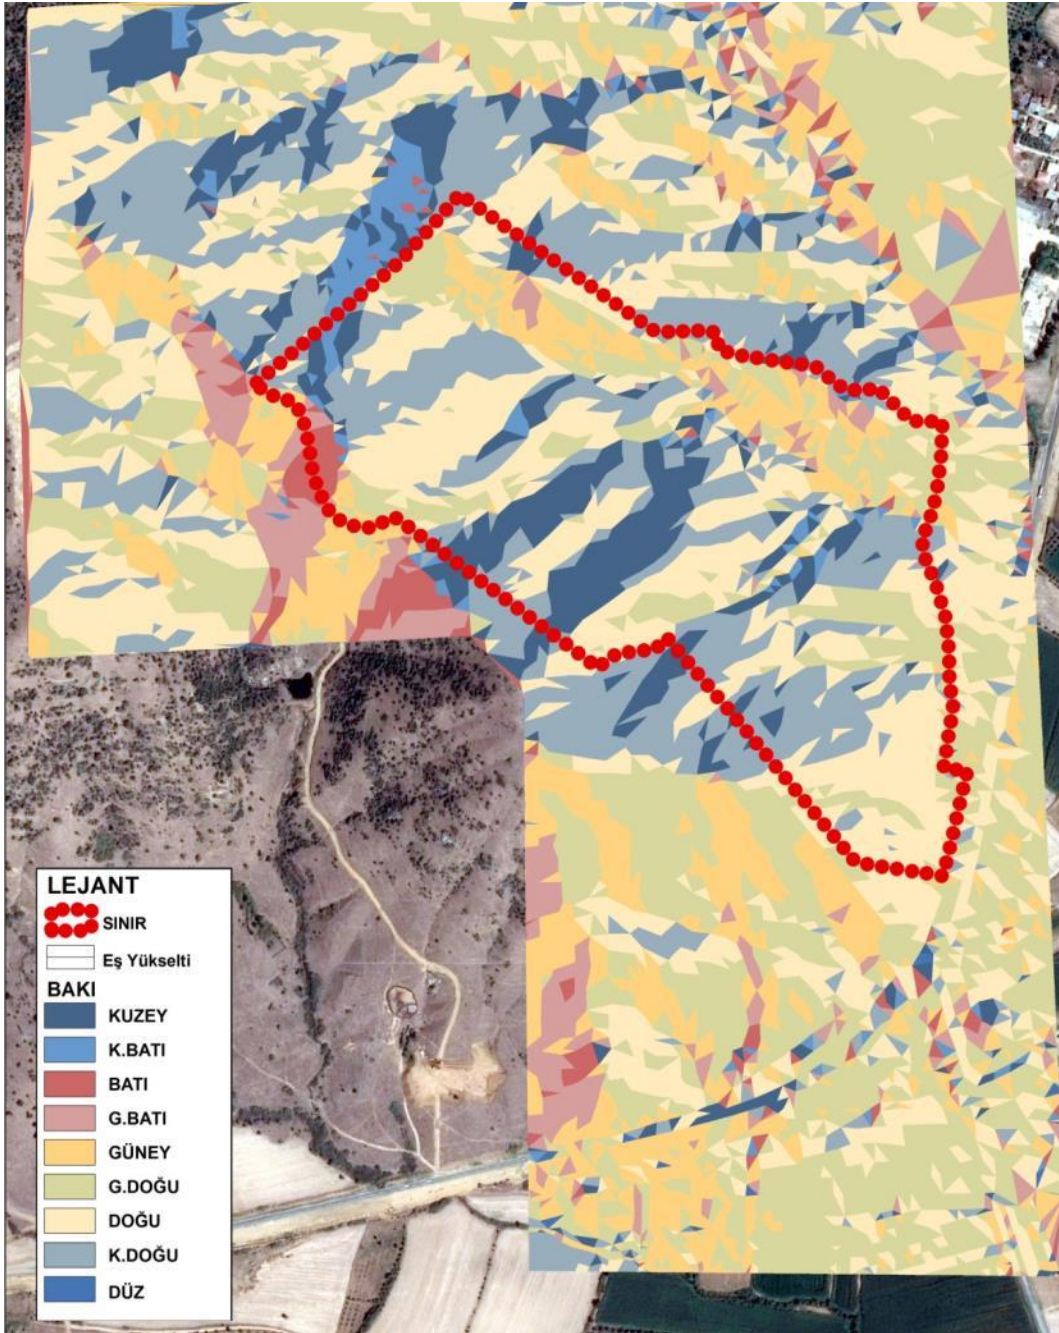 LEJANT
SINIR
Eş Yükselti
BAKI
KUZEY
K.BATI
BATI
G.BATI
GÜNEY
G.DOĞU
DOĞU
K.DOĞU
DÜZ